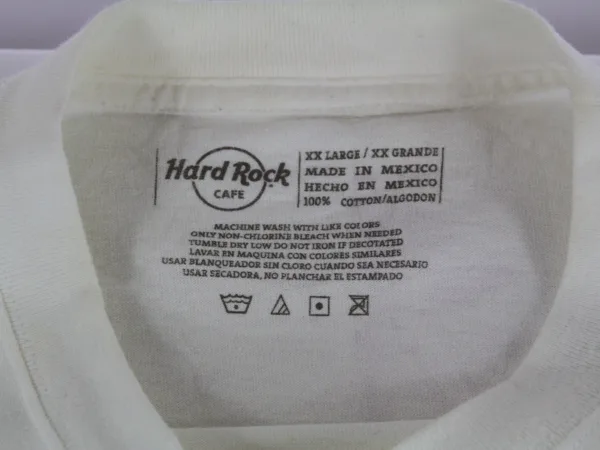 Hard Rock
CAFE
XX LARGE / XX GRANDE
MADE IN MEXICO
HECHO EN MEXICO
100% COTTON/ALGODON
MACHINE WASH WITH LIKE COLORS
ONLY NON-CHLORINE BLEACH WHEN NEEDED
TUMBLE DRY LOW DO NOT IRON IF DECOTATED
LAVAR EN MAQUINA CON COLORES SIMILARES
USAR BLANQUEADOR SIN CLORO CUANDO SEA NECESARIO
USAR SECADORA, NO PLANCHAR EL ESTAMPADO